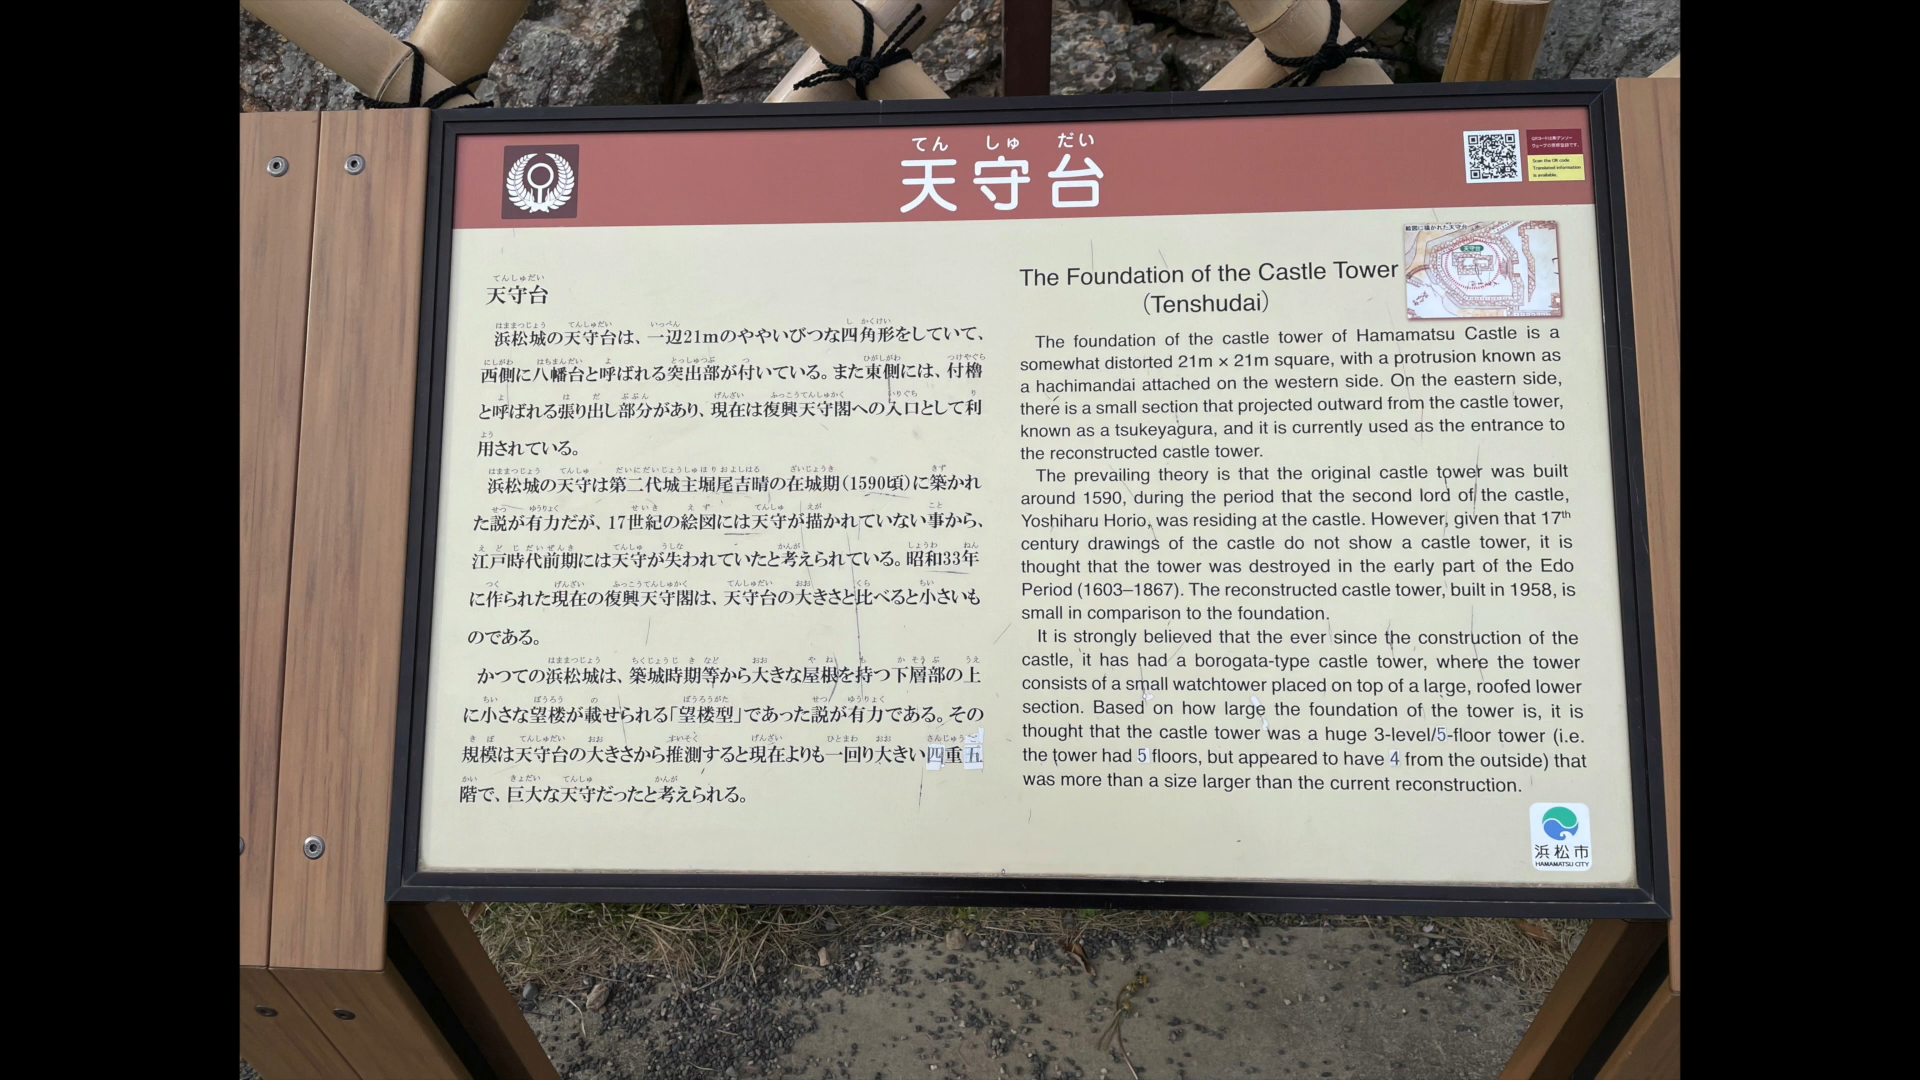 天守台
てん しゅ だい
Scan the QR code.
Translated information
is available.
絵図に描かれた天守台
天守台
てんしゅだい
天守台
浜松城の天守台は、一辺21mのややいびつな四角形をしていて、
西側に八幡台と呼ばれる突出部が付いている。また東側には、付櫓
と呼ばれる張り出し部分があり、現在は復興天守閣への入口として利
用されている。
浜松城の天守は第二代城主堀尾吉晴の在城期(1590頃)に築かれ
た説が有力だが、17世紀の絵図には天守が描かれていない事から、
江戸時代前期には天守が失われていたと考えられている。昭和33年
に作られた現在の復興天守閣は、天守台の大きさと比べると小さいも
のである。
かつての浜松城は、築城時期等から大きな屋根を持つ下層部の上
に小さな望楼が載せられる「望楼型」であった説が有力である。その
規模は天守台の大きさから推測すると現在よりも一回り大きい四重五
階で、巨大な天守だったと考えられる。
The Foundation of the Castle Tower
(Tenshudai)
The foundation of the castle tower of Hamamatsu Castle is a
somewhat distorted 21m × 21m square, with a protrusion known as
a hachimandai attached on the western side. On the eastern side,
there is a small section that projected outward from the castle tower,
known as a tsukeyagura, and it is currently used as the entrance to
the reconstructed castle tower.
The prevailing theory is that the original castle tower was built
around 1590, during the period that the second lord of the castle,
Yoshiharu Horio, was residing at the castle. However, given that 17th
century drawings of the castle do not show a castle tower, it is
thought that the tower was destroyed in the early part of the Edo
Period (1603–1867). The reconstructed castle tower, built in 1958, is
small in comparison to the foundation.
It is strongly believed that the ever since the construction of the
castle, it has had a borogata-type castle tower, where the tower
consists of a small watchtower placed on top of a large, roofed lower
section. Based on how large the foundation of the tower is, it is
thought that the castle tower was a huge 3-level/5-floor tower (i.e.
the tower had 5 floors, but appeared to have 4 from the outside) that
was more than a size larger than the current reconstruction.
浜松市
HAMAMATSU CITY